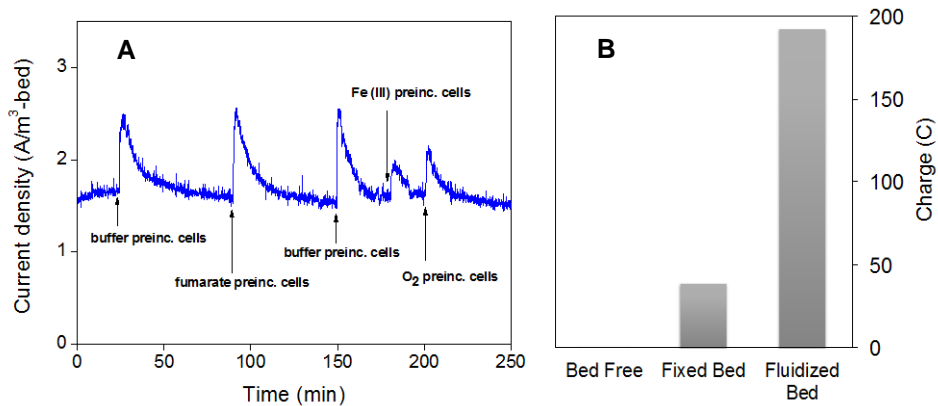 A
Current density (A/m³-bed)
3
2
1
0
0 50 100 150 200 250
Time (min)
buffer preinc. cells
fumarate preinc. cells
buffer preinc. cells
Fe (III) preinc. cells
O₂ preinc. cells
B
200
150
100
50
0
Charge (C)
Bed Free Fixed Bed Fluidized
Bed